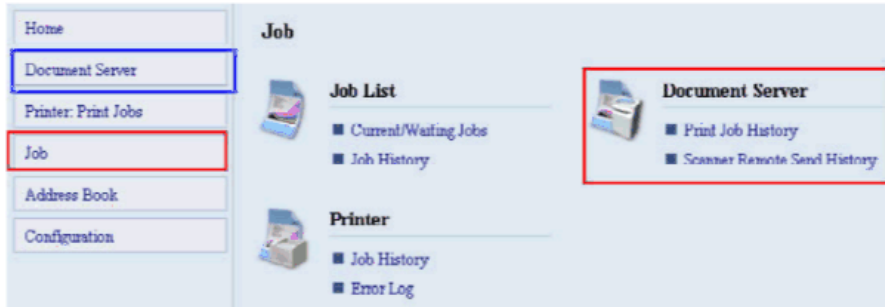 Home
Document Server
Printer: Print Jobs
Job
Address Book
Configuration
Job
Job List
Current/Waiting Jobs
Job History
Document Server
Print Job History
Scanner Remote Send History
Printer
Job History
Error Log